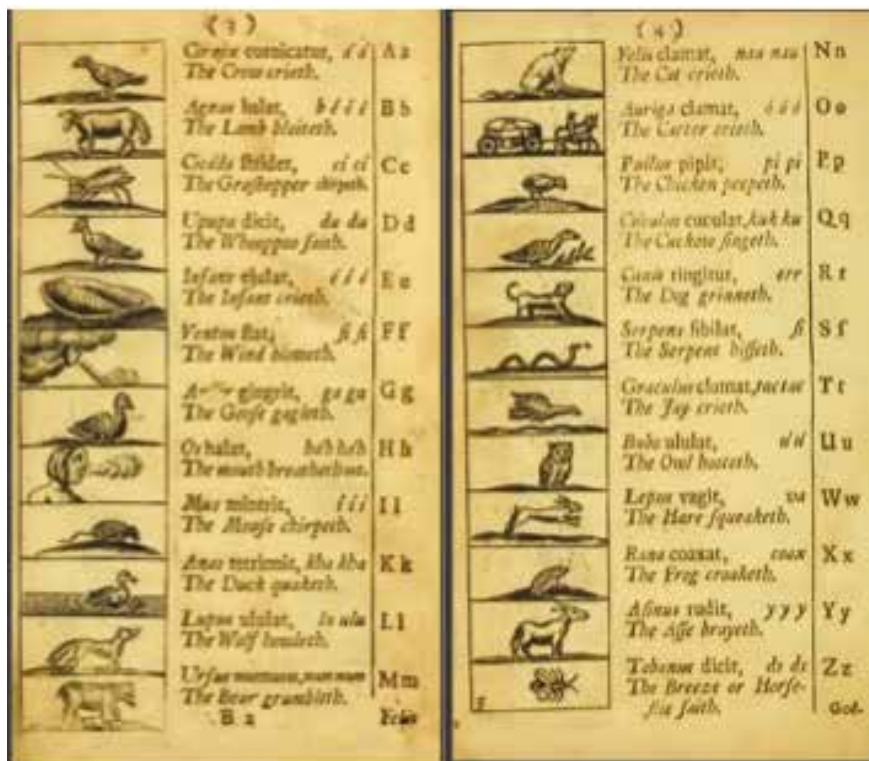 ( 3 )
Cornix cornicatur, á á A a
The Crow crieth.
Agnus balat, b é é é B b
The Lamb blaiteth.
Cicàda stridet, ci ci C c
The Grashopper chirpeth.
Upupa dicit, du du D d
The Whooppoo saith.
Infans ejulat, é é é E e
The Infant crieth.
Ventus flat, fi fi F f
The Wind bloweth.
Anser gingrit, ga ga G g
The Goose gagleth.
Os halat, hah hah H h
The mouth breatheth out.
Mus mintrit, í í í I i
The Mouse chirpeth.
Anas tetrinnit, kha kha K k
The Duck quaketh.
Lupus ululat, lu ulu L l
The Wolf howleth.
Ursus mum mum M m
The Bear grumbleth.
B 2 Felis
( 4 )
Felis clamat, nau nau N n
The Cat crieth.
Auriga clamat, ó ó ó O o
The Carter crieth.
Pullus pipit, pi pi P p
The Chicken peepeth.
Cuculus cuculat, kuk ku Q q
The Cuckow singeth.
Canis ringitur, err R r
The Dog grinneth.
Serpens sibilat, si S s
The Serpent hisseth.
Graculus clamat, tac tac T t
The Jay crieth.
Bubo ululat, ú ú U u
The Owl hooteth.
Lepus vagit, va W w
The Hare squeaketh.
Rana coaxat, coax X x
The Frog croaketh.
Asinus rudit, y y y Y y
The Asse brayeth.
Tabanus dicit, ds ds Z z
The Breeze or Horse-
flie saith. God-